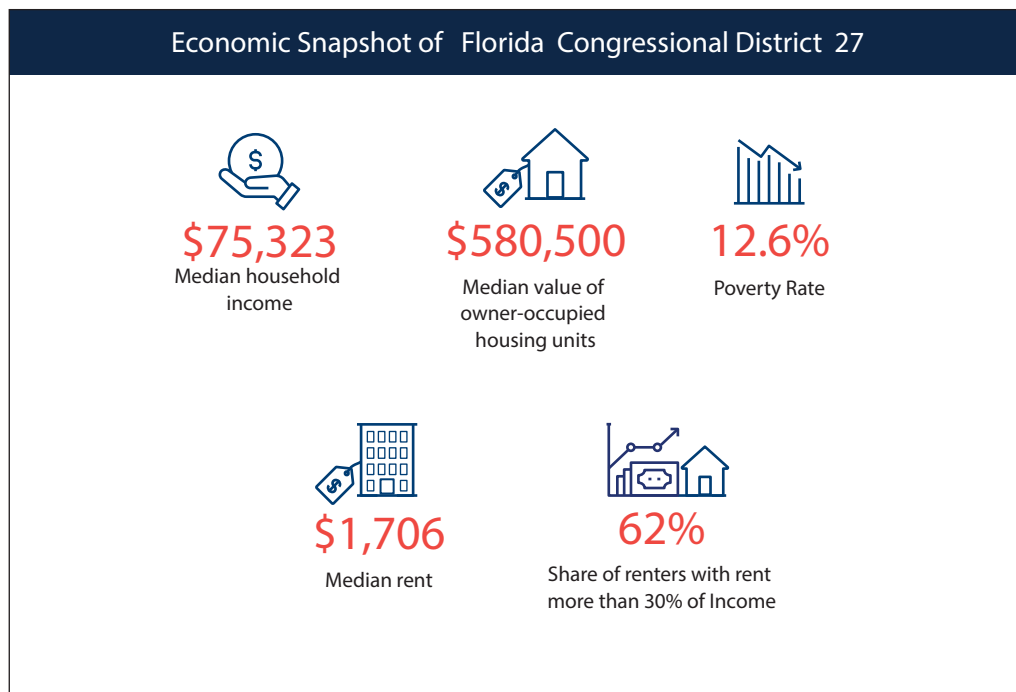 Economic Snapshot of Florida Congressional District 27
$
$
$75,323
Median household
income
$580,500
Median value of
owner-occupied
housing units
12.6%
Poverty Rate
$
$1,706
Median rent
62%
Share of renters with rent
more than 30% of Income